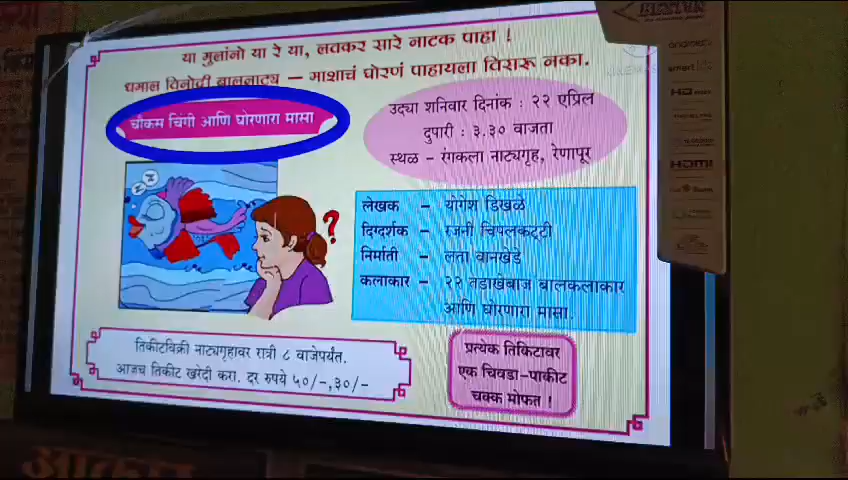 या मुलांनो या रे या, लवकर सारे नाटक पाहा !
धमाल विनोदी बालनाट्य – माशाचं घोरणं पाहायला विसरू नका.
चौकस चिंगी आणि घोरणारा मासा
उद्या शनिवार दिनांक : २२ एप्रिल
दुपारी : ३.३० वाजता
स्थळ – रंगकला नाट्यगृह, रेणापूर
z z
?
लेखक – योगेश डिखळे
दिग्दर्शक – रजनी चिपलकट्टी
निर्माती – लता वानखेडे
कलाकार – २२ तडाखेबाज बालकलाकार
आणि घोरणारा मासा.
तिकीटविक्री नाट्यगृहावर रात्री ८ वाजेपर्यंत.
आजच तिकीट खरेदी करा. दर रुपये ५०/-,३०/-
प्रत्येक तिकिटावर
एक चिवडा-पाकीट
चक्क मोफत !
androidtv
HDMI